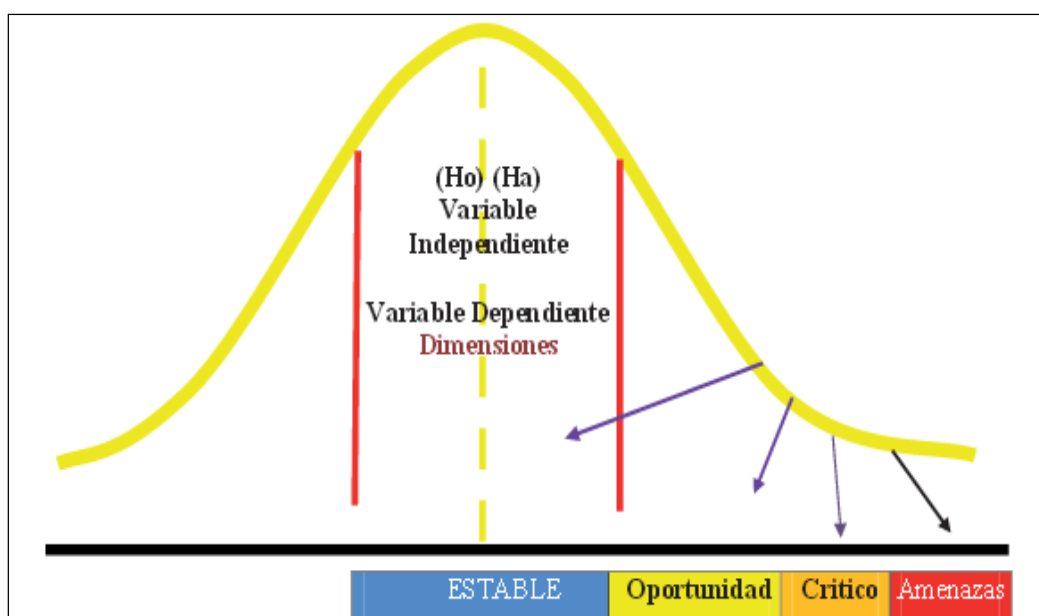 (Ho) (Ha)
Variable
Independiente
Variable Dependiente
Dimensiones
ESTABLE Oportunidad Critico Amenazas